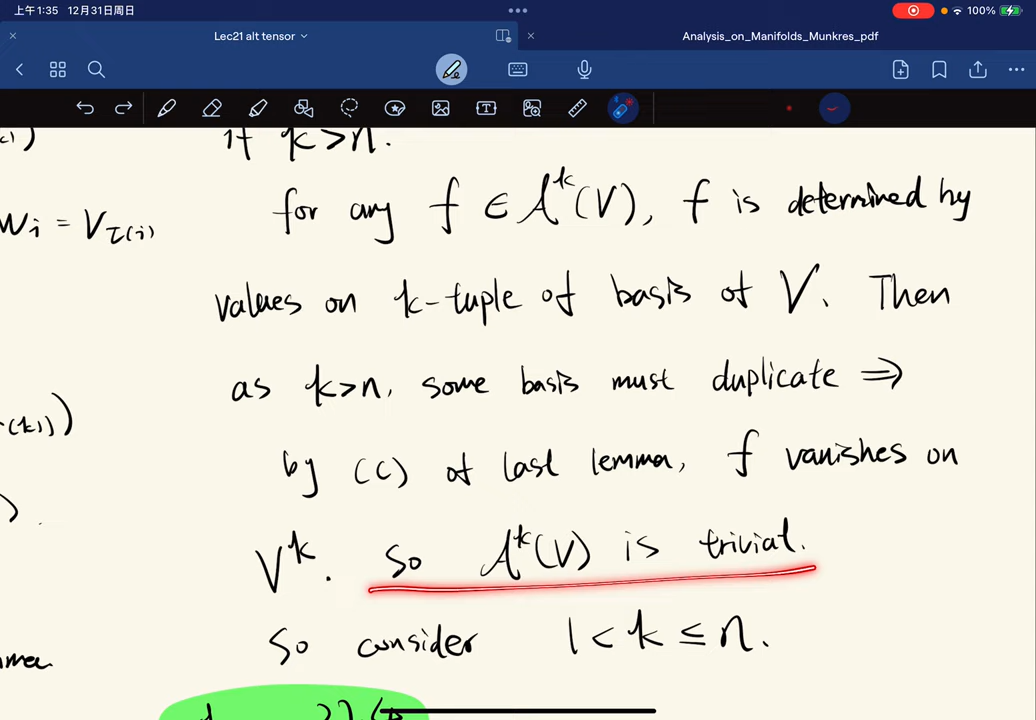 上午1:35 12月31日周日
100%
Lec21 alt tensor
Analysis_on_Manifolds_Munkres_pdf
if k>n.
for any f ∈ A^k(V), f is determined by
w_i = V_τ(i)
values on k-tuple of basis of V. Then
as k>n, some basis must duplicate ⇒
(k))
by (c) of last lemma, f vanishes on
V^k. So A^k(V) is trivial.
So consider 1 < k ≤ n.